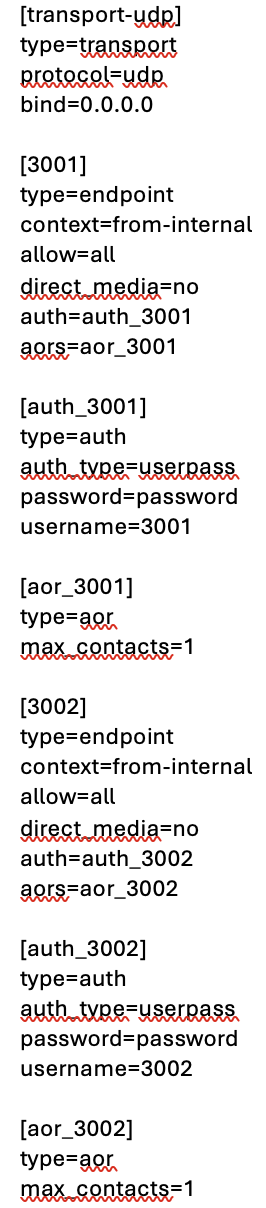 [transport-udp]
type=transport
protocol=udp
bind=0.0.0.0
[3001]
type=endpoint
context=from-internal
allow=all
direct_media=no
auth=auth_3001
aors=aor_3001
[auth_3001]
type=auth
auth_type=userpass
password=password
username=3001
[aor_3001]
type=aor
max_contacts=1
[3002]
type=endpoint
context=from-internal
allow=all
direct_media=no
auth=auth_3002
aors=aor_3002
[auth_3002]
type=auth
auth_type=userpass
password=password
username=3002
[aor_3002]
type=aor
max_contacts=1